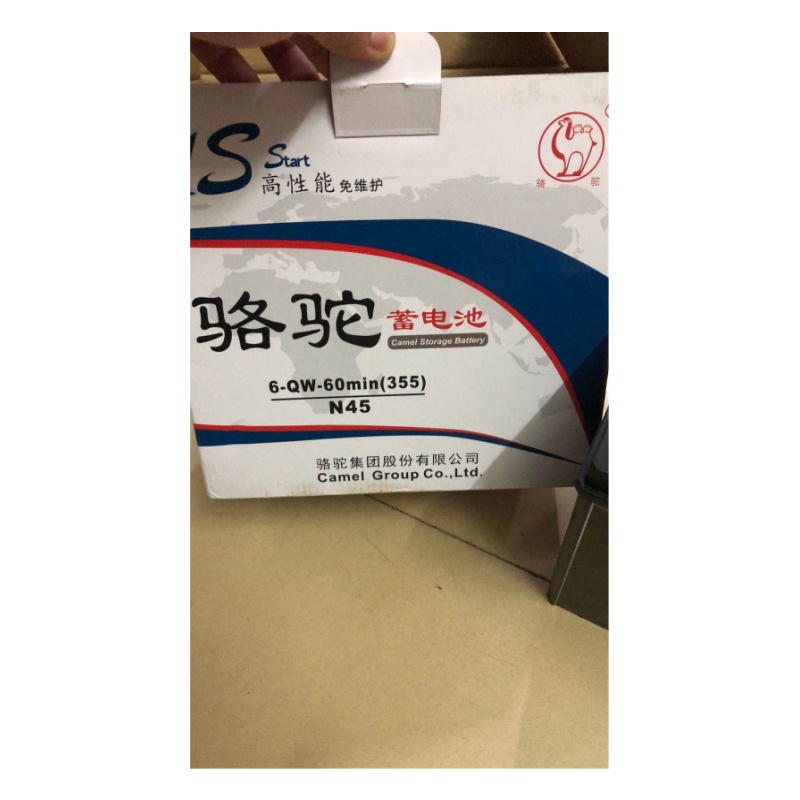 Start
高性能免维护
骆驼
骆驼 蓄电池
Camel Storage Battery
6-QW-60min(355)
N45
骆驼集团股份有限公司
Camel Group Co.,Ltd.